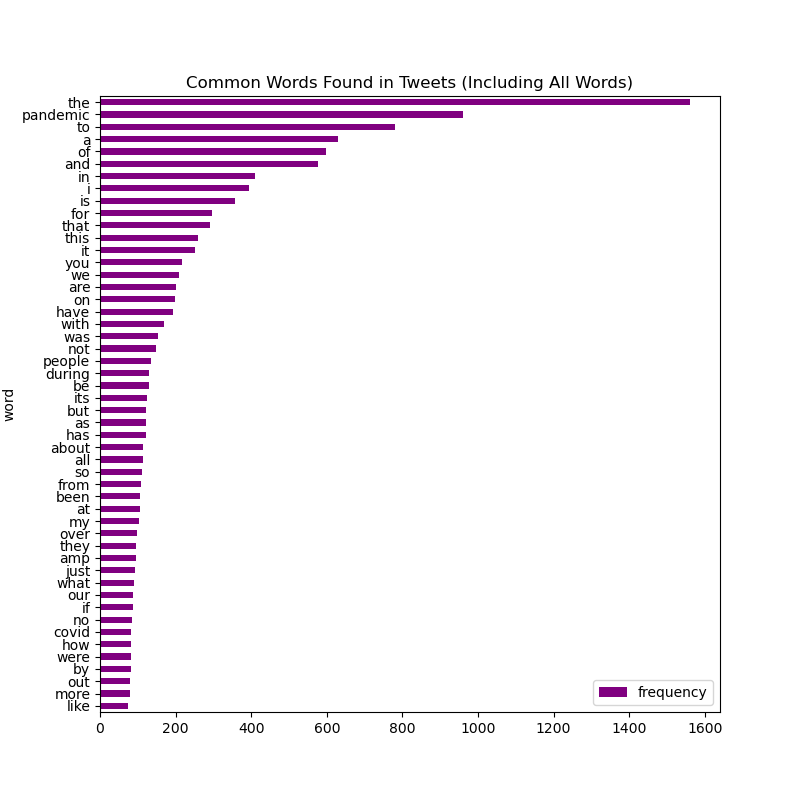 Common Words Found in Tweets (Including All Words)
the
pandemic
to
a
of
and
in
i
is
for
that
this
it
you
we
are
on
have
with
was
not
people
during
be
its
but
as
has
about
all
so
from
been
at
my
over
they
amp
just
what
our
if
no
covid
how
were
by
out
more
like
word
frequency
0 200 400 600 800 1000 1200 1400 1600